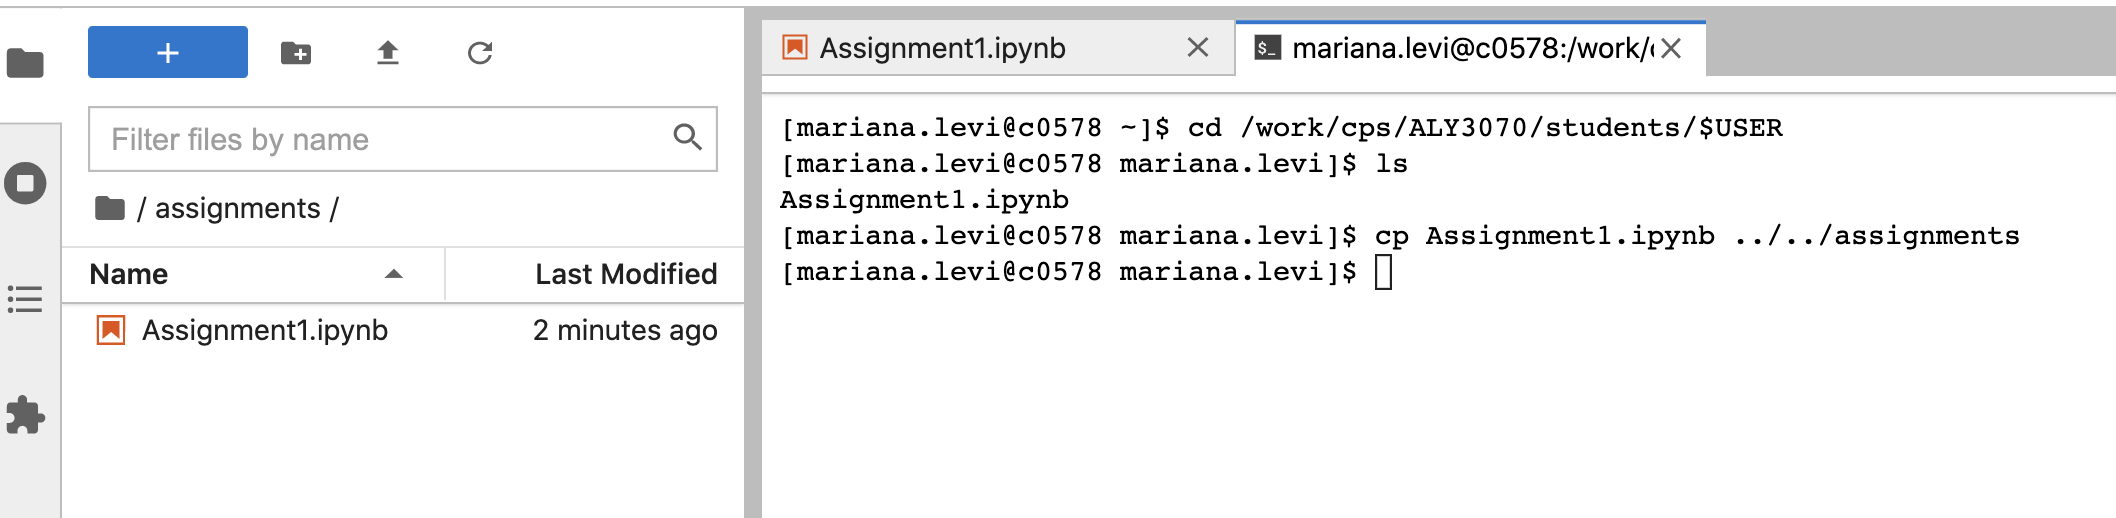 +
Filter files by name
/ assignments /
Name Last Modified
Assignment1.ipynb 2 minutes ago
Assignment1.ipynb
$_ mariana.levi@c0578:/work/
[mariana.levi@c0578 ~]$ cd /work/cps/ALY3070/students/$USER
[mariana.levi@c0578 mariana.levi]$ ls
Assignment1.ipynb
[mariana.levi@c0578 mariana.levi]$ cp Assignment1.ipynb ../../assignments
[mariana.levi@c0578 mariana.levi]$